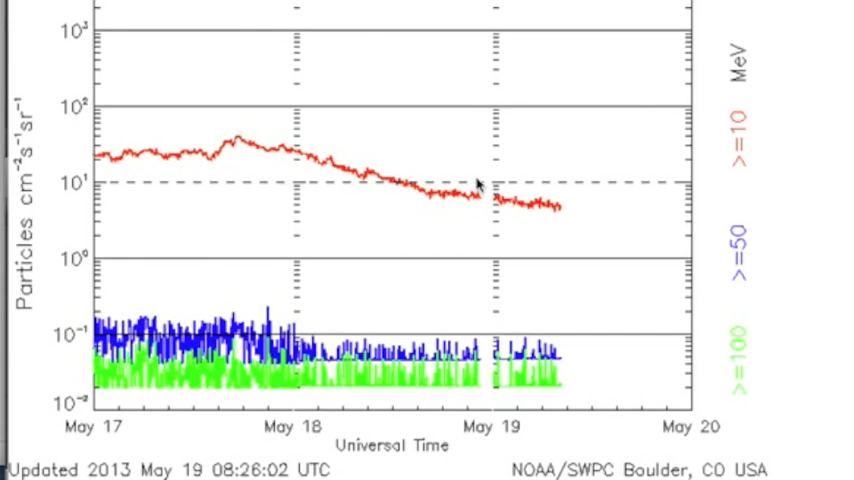 10³
10²
10¹
10⁰
10⁻¹
10⁻²
Particles cm⁻²s⁻¹sr⁻¹
May 17
May 18
May 19
May 20
Universal Time
Updated 2013 May 19 08:26:02 UTC
NOAA/SWPC Boulder, CO USA
MeV
>=10
>=50
>=100